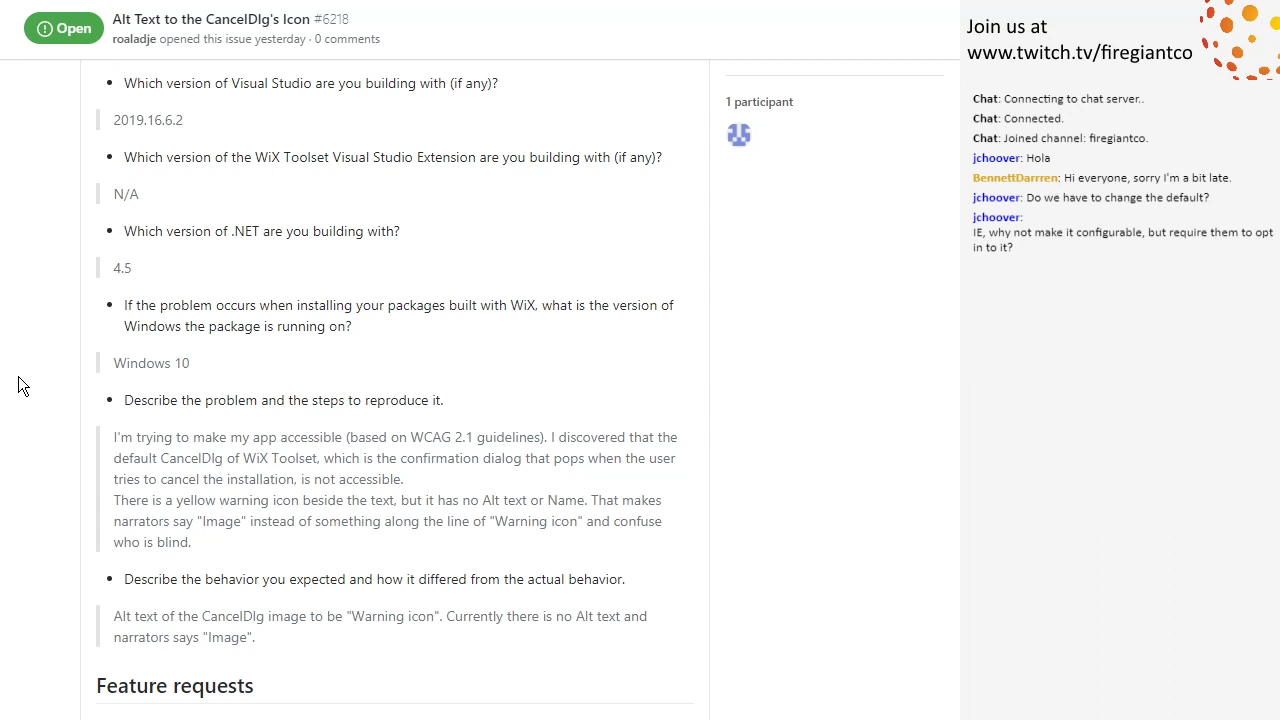 Open
Alt Text to the CancelDlg's Icon #6218
roaladje opened this issue yesterday · 0 comments
• Which version of Visual Studio are you building with (if any)?
2019.16.6.2
• Which version of the WiX Toolset Visual Studio Extension are you building with (if any)?
N/A
• Which version of .NET are you building with?
4.5
• If the problem occurs when installing your packages built with WiX, what is the version of
Windows the package is running on?
Windows 10
• Describe the problem and the steps to reproduce it.
I'm trying to make my app accessible (based on WCAG 2.1 guidelines). I discovered that the
default CancelDlg of WiX Toolset, which is the confirmation dialog that pops when the user
tries to cancel the installation, is not accessible.
There is a yellow warning icon beside the text, but it has no Alt text or Name. That makes
narrators say "Image" instead of something along the line of "Warning icon" and confuse
who is blind.
• Describe the behavior you expected and how it differed from the actual behavior.
Alt text of the CancelDlg image to be "Warning icon". Currently there is no Alt text and
narrators says "Image".
Feature requests
1 participant
Join us at
www.twitch.tv/firegiantco
Chat: Connecting to chat server..
Chat: Connected.
Chat: Joined channel: firegiantco.
jchoover: Hola
BennettDarrren: Hi everyone, sorry I'm a bit late.
jchoover: Do we have to change the default?
jchoover:
IE, why not make it configurable, but require them to opt
in to it?